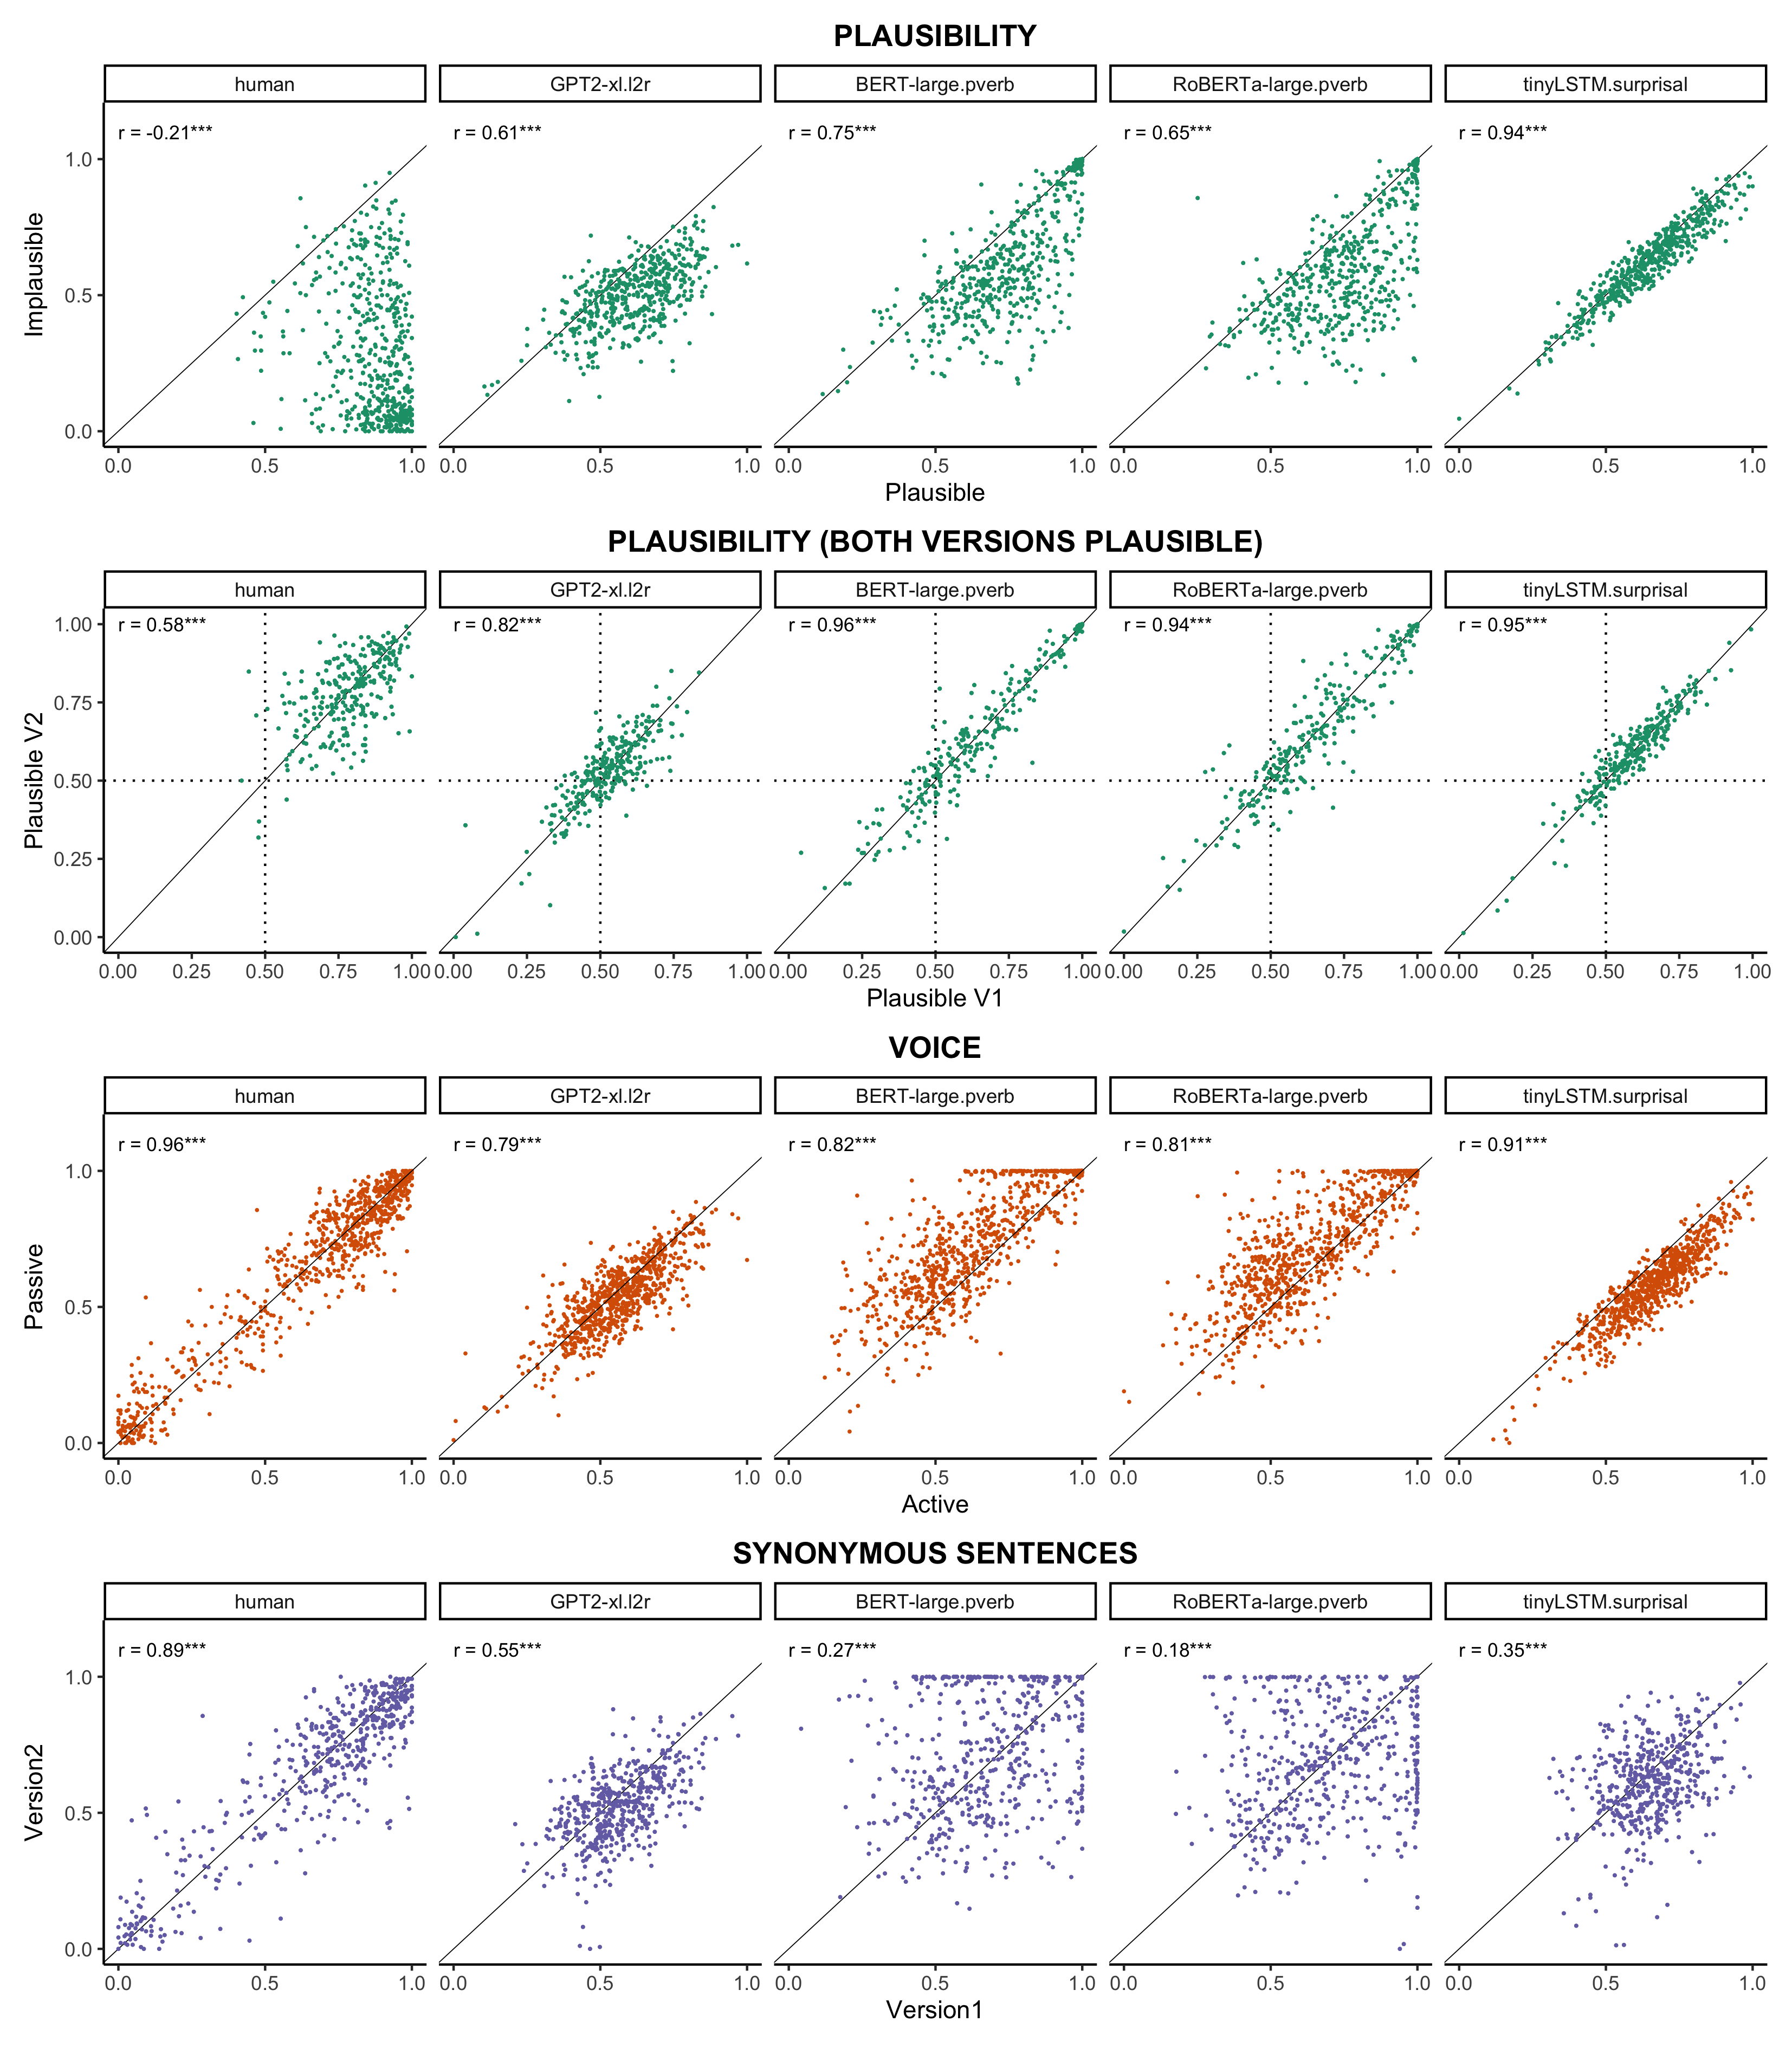 PLAUSIBILITY
human GPT2-xl.l2r BERT-large.pverb RoBERTa-large.pverb tinyLSTM.surprisal
r = -0.21*** r = 0.61*** r = 0.75*** r = 0.65*** r = 0.94***
1.0
Implausible
0.5
0.0
0.0 0.5 1.0 0.0 0.5 1.0 0.0 0.5 1.0 0.0 0.5 1.0 0.0 0.5 1.0
Plausible
PLAUSIBILITY (BOTH VERSIONS PLAUSIBLE)
human GPT2-xl.l2r BERT-large.pverb RoBERTa-large.pverb tinyLSTM.surprisal
1.00 r = 0.58*** r = 0.82*** r = 0.96*** r = 0.94*** r = 0.95***
0.75
Plausible V2
0.50
0.25
0.00
0.00 0.25 0.50 0.75 1.00 0.00 0.25 0.50 0.75 1.00 0.00 0.25 0.50 0.75 1.00 0.00 0.25 0.50 0.75 1.00 0.00 0.25 0.50 0.75 1.00
Plausible V1
VOICE
human GPT2-xl.l2r BERT-large.pverb RoBERTa-large.pverb tinyLSTM.surprisal
r = 0.96*** r = 0.79*** r = 0.82*** r = 0.81*** r = 0.91***
1.0
Passive
0.5
0.0
0.0 0.5 1.0 0.0 0.5 1.0 0.0 0.5 1.0 0.0 0.5 1.0 0.0 0.5 1.0
Active
SYNONYMOUS SENTENCES
human GPT2-xl.l2r BERT-large.pverb RoBERTa-large.pverb tinyLSTM.surprisal
r = 0.89*** r = 0.55*** r = 0.27*** r = 0.18*** r = 0.35***
1.0
Version2
0.5
0.0
0.0 0.5 1.0 0.0 0.5 1.0 0.0 0.5 1.0 0.0 0.5 1.0 0.0 0.5 1.0
Version1